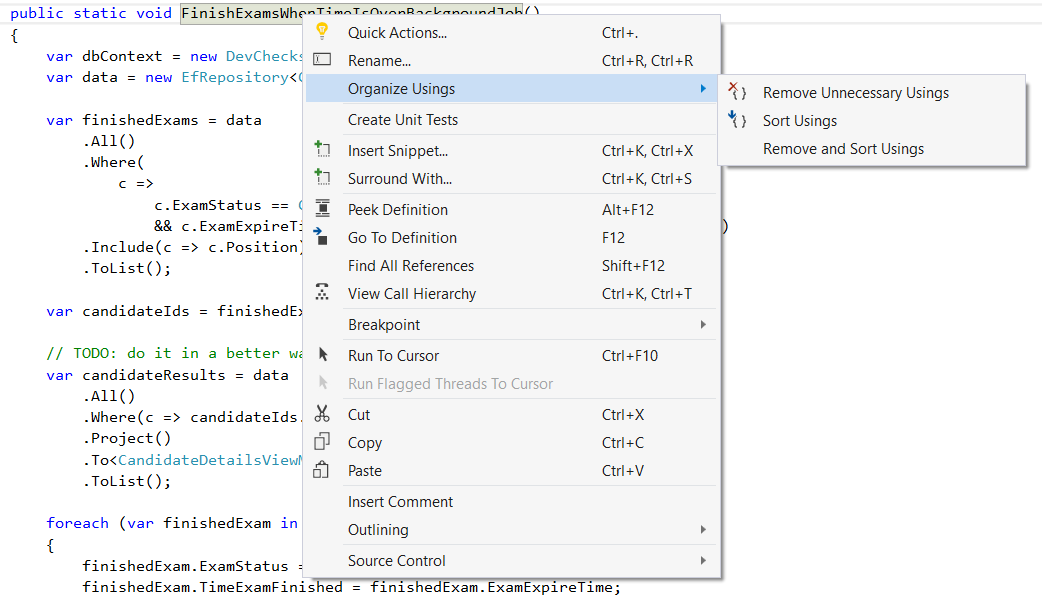 public static void FinishExamsWhenTimeIsOverBackgroundJob()
{
var dbContext = new DevChecks
var data = new EfRepository<
var finishedExams = data
.All()
.Where(
c =>
c.ExamStatus ==
&& c.ExamExpireTi )
.Include(c => c.Position)
.ToList();
var candidateIds = finishedEx
// TODO: do it in a better wa
var candidateResults = data
.All()
.Where(c => candidateIds.
.Project()
.To<CandidateDetailsViewM
.ToList();
foreach (var finishedExam in
{
finishedExam.ExamStatus =
finishedExam.TimeExamFinished = finishedExam.ExamExpireTime;
Quick Actions... Ctrl+.
Rename... Ctrl+R, Ctrl+R
Organize Usings
Create Unit Tests
Insert Snippet... Ctrl+K, Ctrl+X
Surround With... Ctrl+K, Ctrl+S
Peek Definition Alt+F12
Go To Definition F12
Find All References Shift+F12
View Call Hierarchy Ctrl+K, Ctrl+T
Breakpoint
Run To Cursor Ctrl+F10
Run Flagged Threads To Cursor
Cut Ctrl+X
Copy Ctrl+C
Paste Ctrl+V
Insert Comment
Outlining
Source Control
Remove Unnecessary Usings
Sort Usings
Remove and Sort Usings